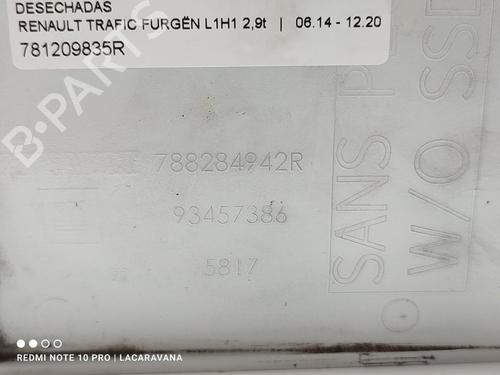 DESECHADAS
RENAULT TRAFIC FURGËN L1H1 2,9t | 06.14 - 12.20
781209835R
B-PARTS
788284942R
93457386
5817
SANS
W/O SSD
REDMI NOTE 10 PRO | LACARAVANA